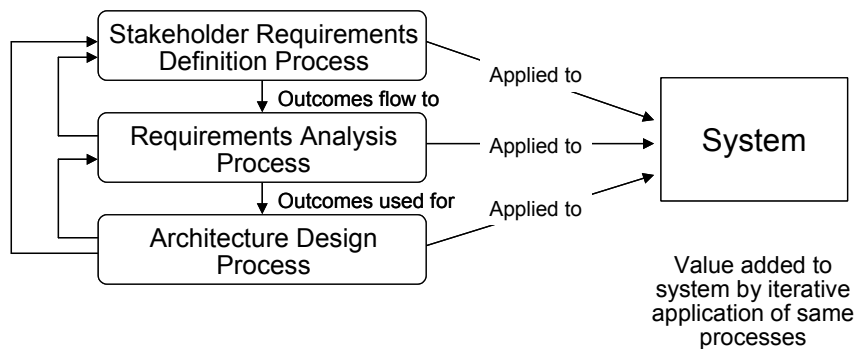 Stakeholder Requirements
Definition Process
Applied to
Outcomes flow to
Requirements Analysis
Process
Applied to
System
Outcomes used for
Applied to
Architecture Design
Process
Value added to
system by iterative
application of same
processes